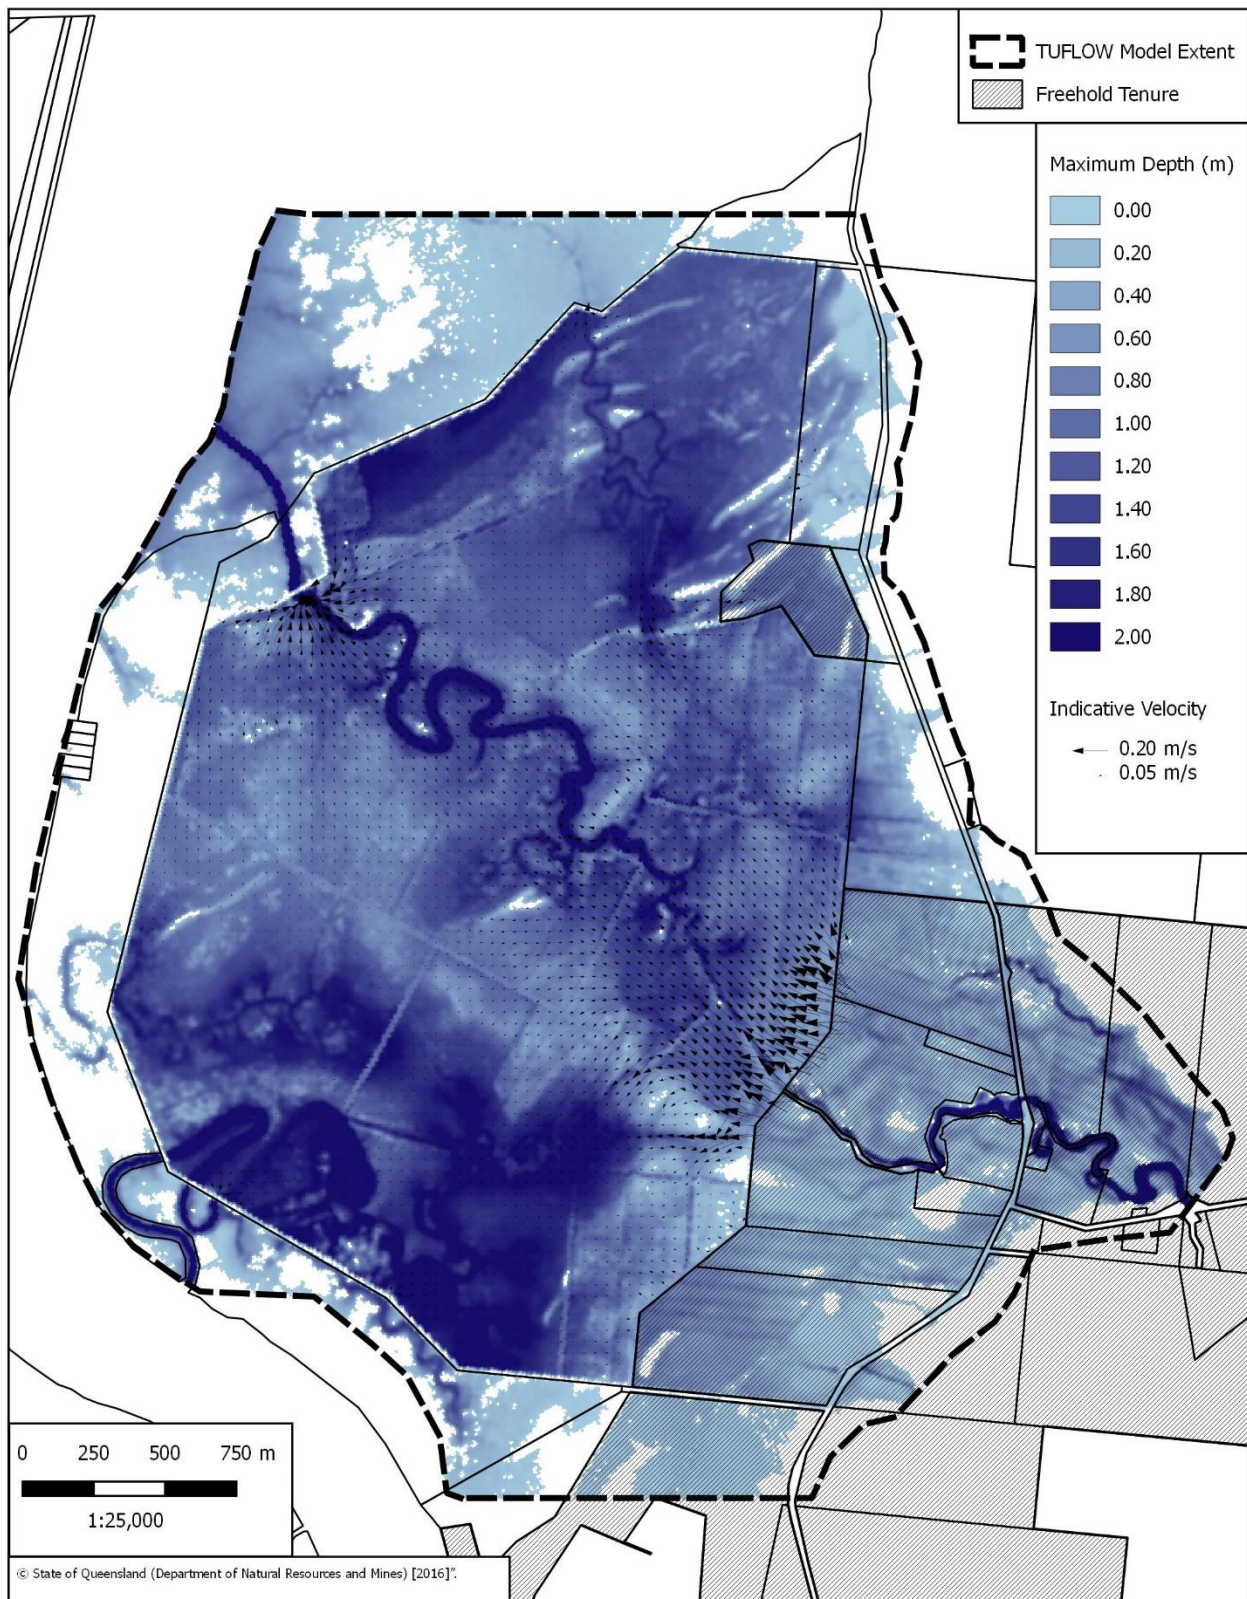 TUFLOW Model Extent
Freehold Tenure
Maximum Depth (m)
0.00
0.20
0.40
0.60
0.80
1.00
1.20
1.40
1.60
1.80
2.00
Indicative Velocity
0.20 m/s
0.05 m/s
0 250 500 750 m
1:25,000
© State of Queensland (Department of Natural Resources and Mines) [2016]”.